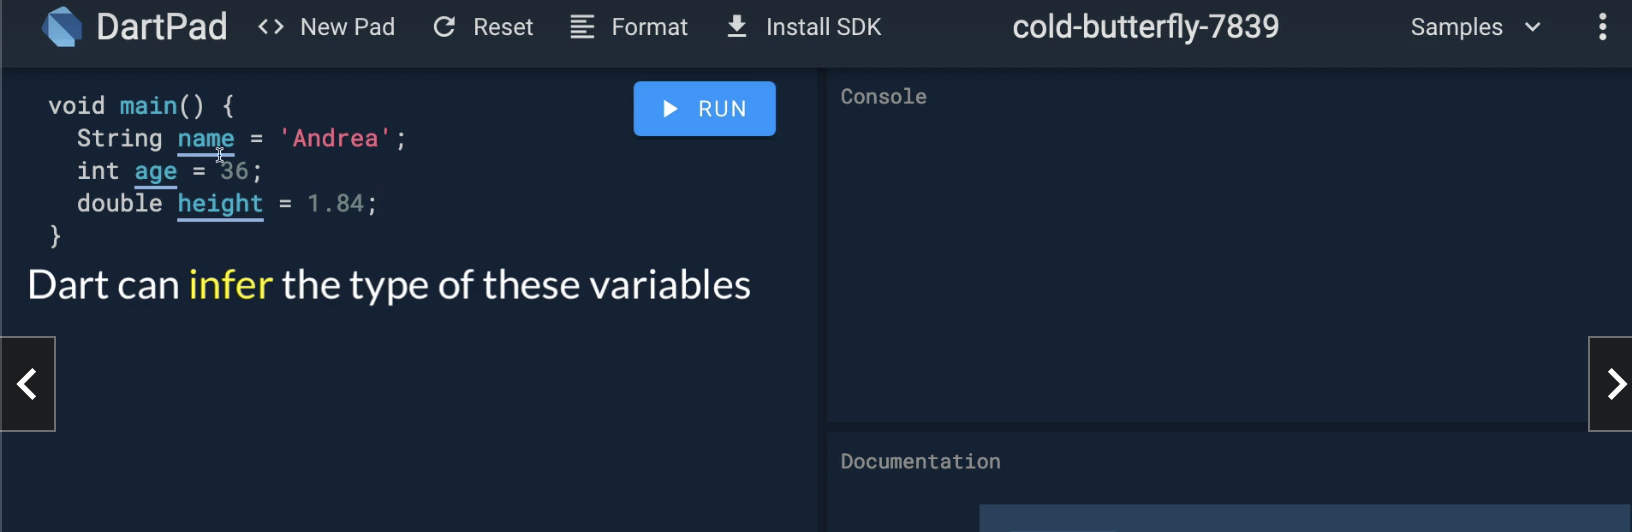 DartPad <> New Pad Reset Format Install SDK cold-butterfly-7839 Samples
void main() {
  String name = 'Andrea';
  int age = 36;
  double height = 1.84;
}
RUN
Dart can infer the type of these variables
Console
Documentation